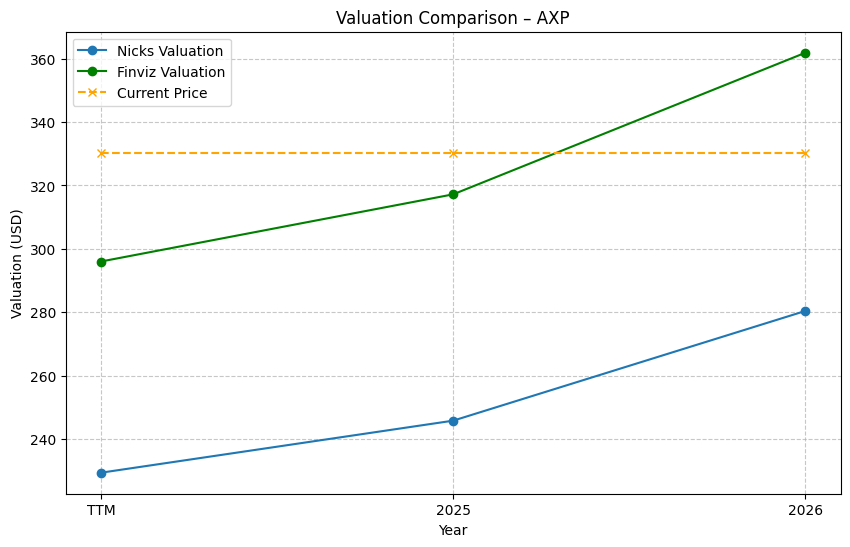 Valuation Comparison – AXP
Nicks Valuation
Finviz Valuation
Current Price
Valuation (USD)
360
340
320
300
280
260
240
TTM
2025
2026
Year